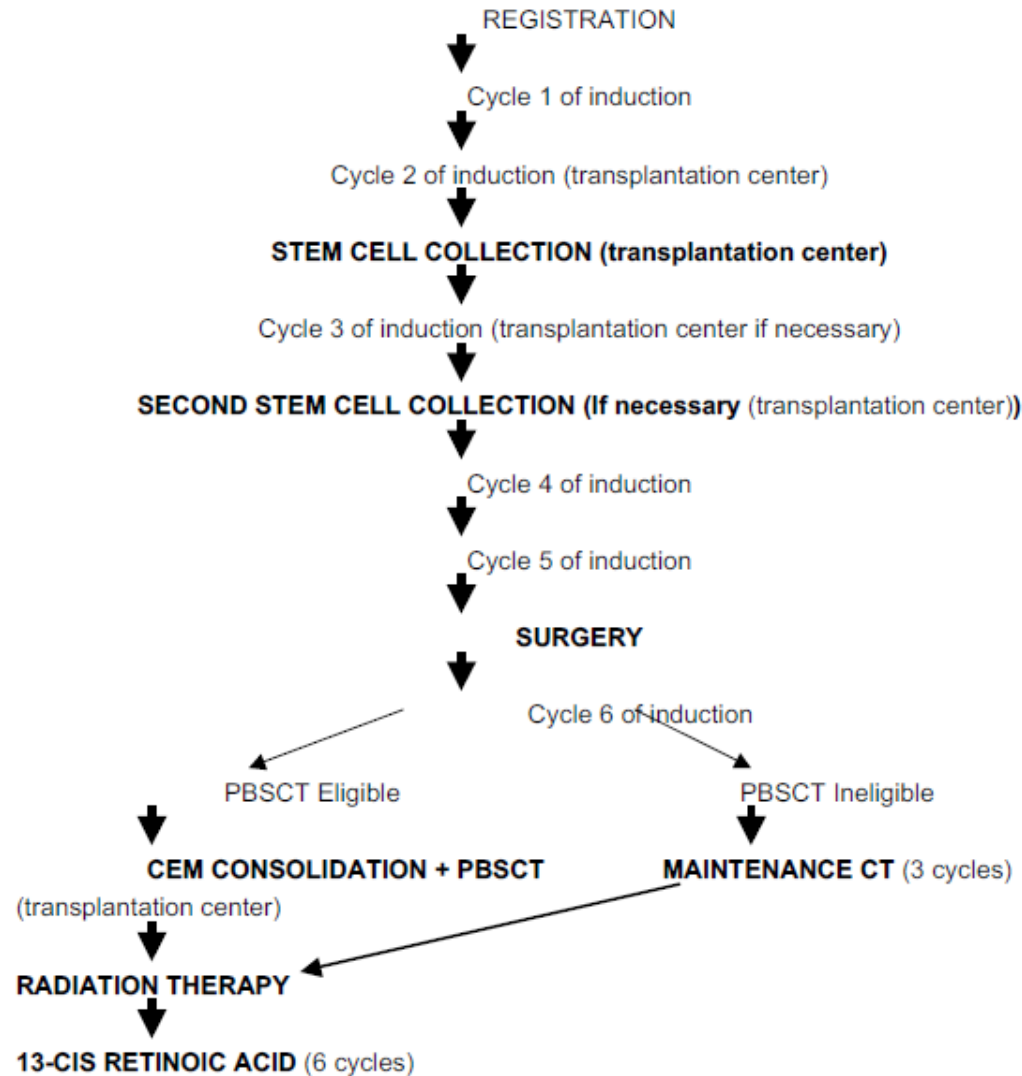 REGISTRATION
Cycle 1 of induction
Cycle 2 of induction (transplantation center)
STEM CELL COLLECTION (transplantation center)
Cycle 3 of induction (transplantation center if necessary)
SECOND STEM CELL COLLECTION (If necessary (transplantation center))
Cycle 4 of induction
Cycle 5 of induction
SURGERY
Cycle 6 of induction
PBSCT Eligible
PBSCT Ineligible
CEM CONSOLIDATION + PBSCT
MAINTENANCE CT (3 cycles)
(transplantation center)
RADIATION THERAPY
13-CIS RETINOIC ACID (6 cycles)